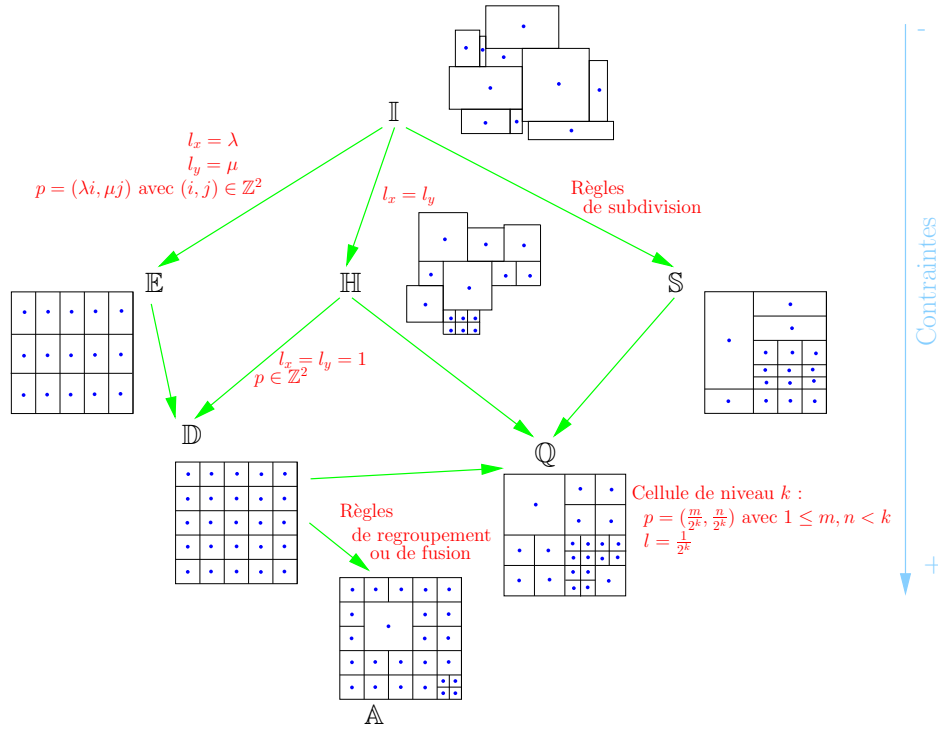 -
𝕀
l_x = λ
l_y = μ
p = (λi, μj) avec (i, j) ∈ ℤ²
l_x = l_y
Règles
de subdivision
Contraintes
𝔼
ℍ
𝕊
l_x = l_y = 1
p ∈ ℤ²
𝔻
ℚ
Cellule de niveau k :
p = (m/2^k, n/2^k) avec 1 ≤ m, n < k
l = 1/2^k
Règles
de regroupement
ou de fusion
+
𝔸